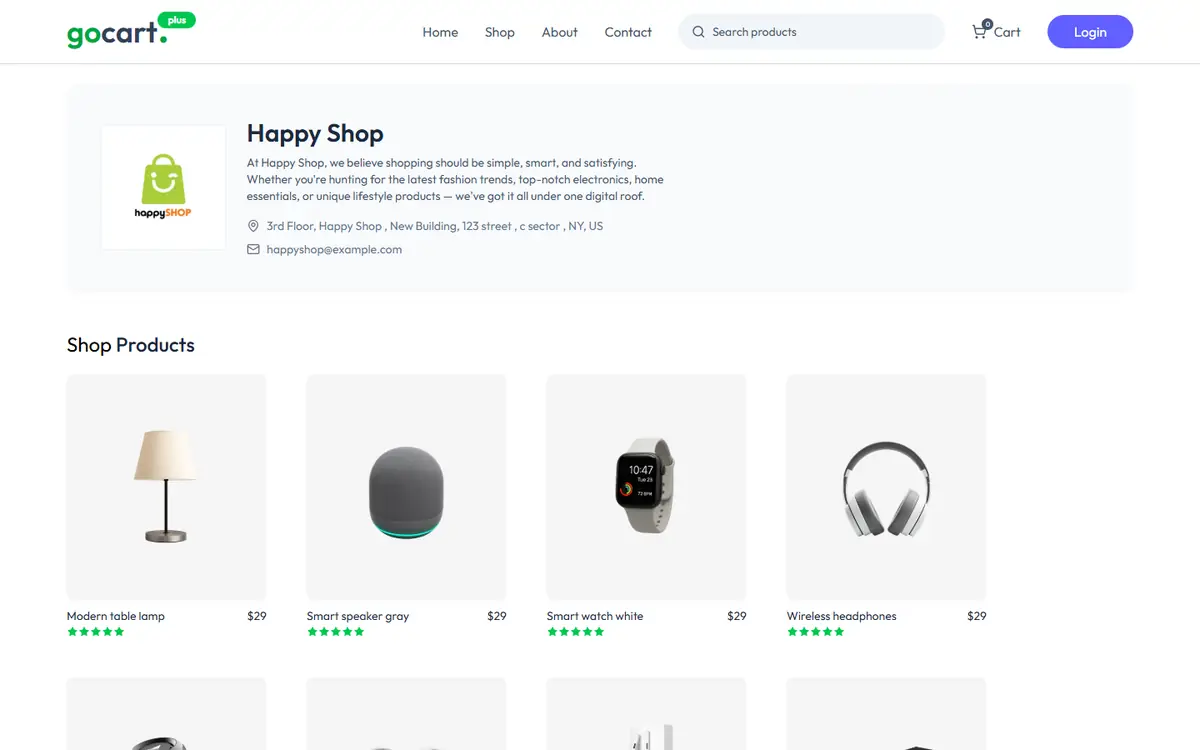 gocart.
plus
Home
Shop
About
Contact
Search products
0
Cart
Login
happySHOP
Happy Shop
At Happy Shop, we believe shopping should be simple, smart, and satisfying.
Whether you're hunting for the latest fashion trends, top-notch electronics, home
essentials, or unique lifestyle products — we've got it all under one digital roof.
3rd Floor, Happy Shop , New Building, 123 street , c sector , NY, US
happyshop@example.com
Shop Products
10:47
Tue 23
Modern table lamp
$29
Smart speaker gray
$29
Smart watch white
$29
Wireless headphones
$29